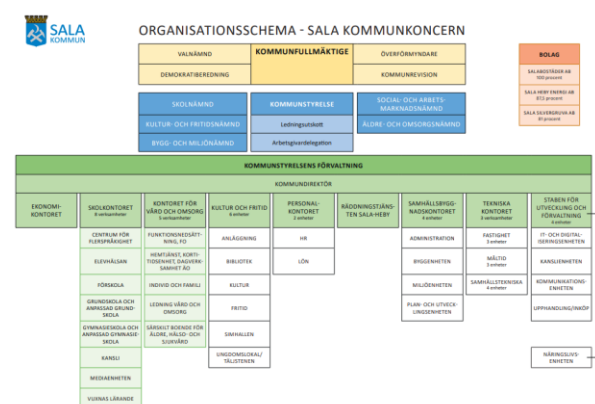 SALA
KOMMUN
ORGANISATIONSSCHEMA - SALA KOMMUNKONCERN
VALNÄMND
KOMMUNFULLMÄKTIGE
ÖVERFÖRMYNDARE
DEMOKRATIBEREDNING
KOMMUNREVISION
BOLAG
SALABOSTÄDER AB
100 procent
SALA HEBY ENERGI AB
87,5 procent
SALA SILVERGRUVA AB
91 procent
SKOLNÄMND
KOMMUNSTYRELSE
SOCIAL- OCH ARBETS-
MARKNADSNÄMND
KULTUR- OCH FRITIDSNÄMND
Ledningsutskott
ÄLDRE- OCH OMSORGSNÄMND
BYGG- OCH MILJÖNÄMND
Arbetsgivardelegation
KOMMUNSTYRELSENS FÖRVALTNING
KOMMUNDIREKTÖR
EKONOMI-
KONTORET
SKOLKONTORET
8 verksamheter
CENTRUM FÖR
FLERSPRÅKIGHET
ELEVHÄLSAN
FÖRSKOLA
GRUNDSKOLA OCH
ANPASSAD GRUND-
SKOLA
GYMNASIESKOLA OCH
ANPASSAD GYMNASIE-
SKOLA
KANSLI
MEDIAENHETEN
VUXNAS LÄRANDE
KONTORET FÖR
VÅRD OCH OMSORG
5 verksamheter
FUNKTIONSNEDSÄTT-
NING, FO
HEMTJÄNST, KORTI-
TIDSENHET, DAGVERK-
SAMHET ÄO
INDIVID OCH FAMILJ
LEDNING VÅRD OCH
OMSORG
SÄRSKILT BOENDE FÖR
ÄLDRE, HÄLSO- OCH
SJUKVÅRD
KULTUR OCH FRITID
6 enheter
ANLÄGGNING
BIBLIOTEK
KULTUR
FRITID
SIMHALLEN
UNGDOMSLOKAL/
TÄLJSTENEN
PERSONAL-
KONTORET
2 enheter
HR
LÖN
RÄDDNINGSTJÄNS-
TEN SALA-HEBY
SAMHÄLLSBYGG-
NADSKONTORET
4 enheter
ADMINISTRATION
BYGGENHETEN
MILJÖENHETEN
PLAN- OCH UTVECK-
LINGSENHETEN
TEKNISKA
KONTORET
3 verksamheter
FASTIGHET
3 enheter
MÅLTID
3 enheter
SAMHÄLLSTEKNISKA
4 enheter
STABEN FÖR
UTVECKLING OCH
FÖRVALTNING
4 enheter
IT- OCH DIGITAL-
ISERINGSENHETEN
KANSLIENHETEN
KOMMUNIKATIONS-
ENHETEN
UPPHANDLING/INKÖP
NÄRINGSLIVS-
ENHETEN